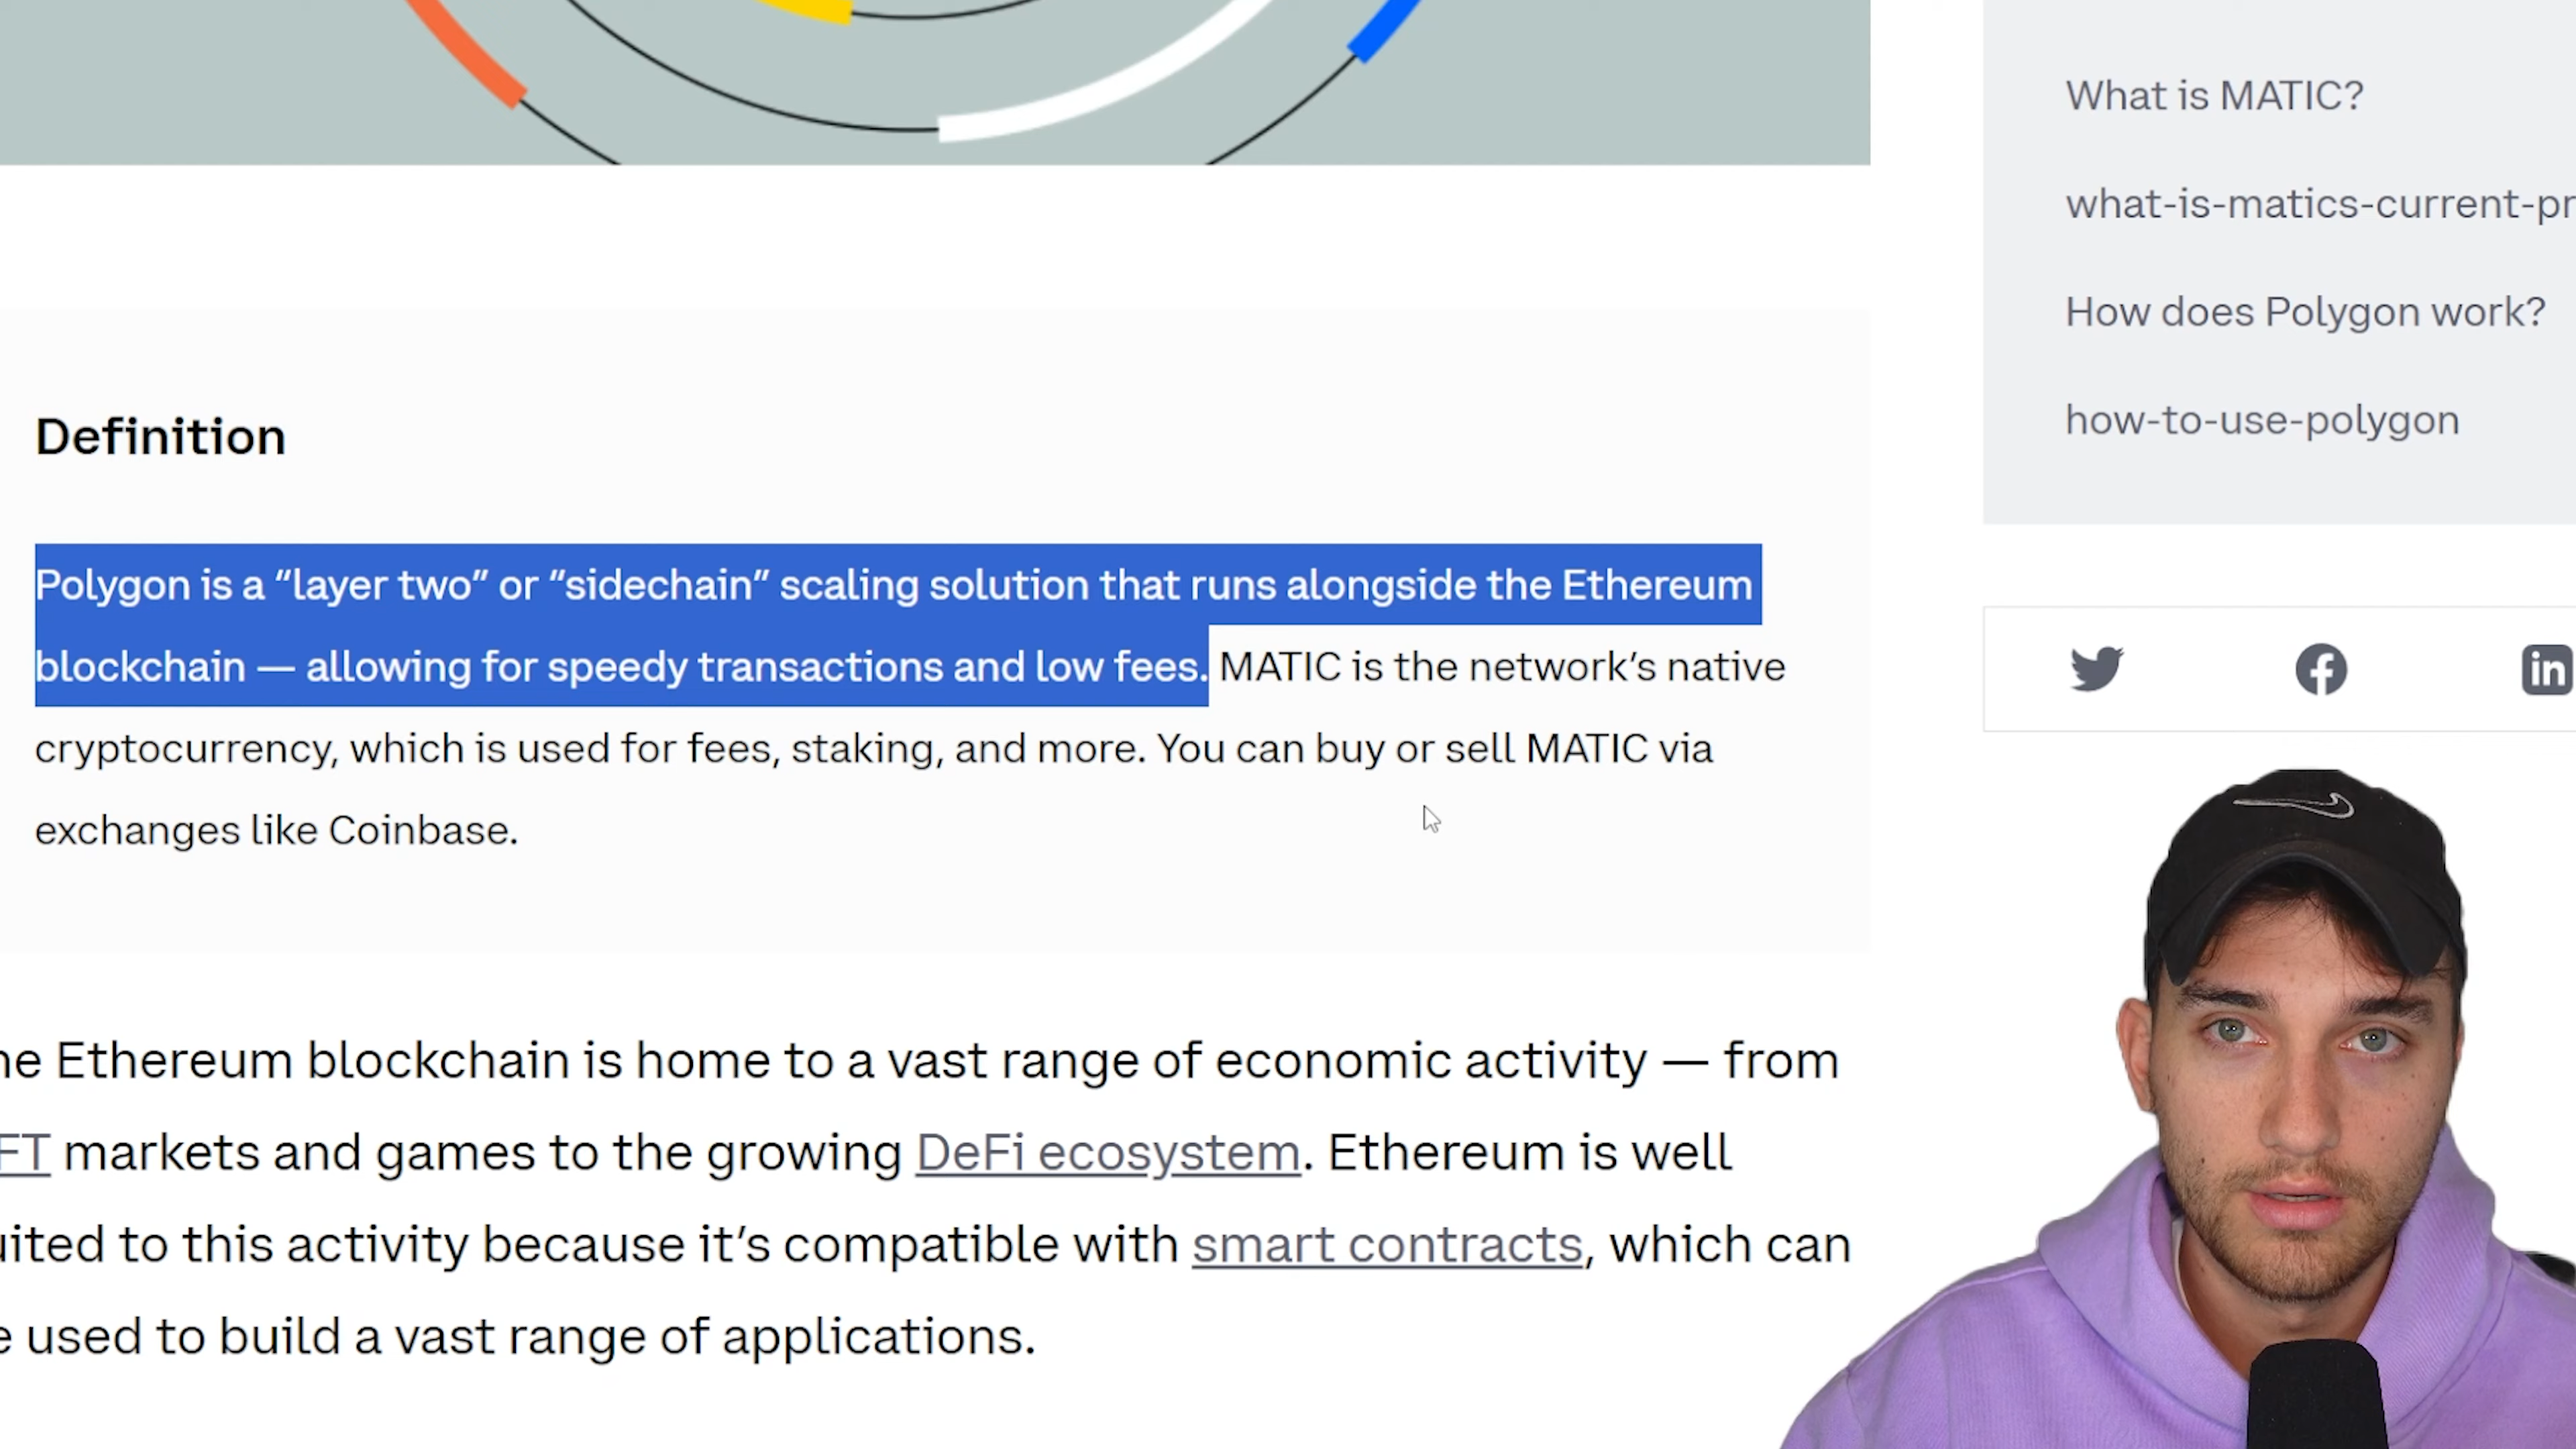 What is MATIC?
what-is-matics-current-pr
How does Polygon work?
how-to-use-polygon
Definition
Polygon is a “layer two” or “sidechain” scaling solution that runs alongside the Ethereum
blockchain — allowing for speedy transactions and low fees. MATIC is the network’s native
cryptocurrency, which is used for fees, staking, and more. You can buy or sell MATIC via
exchanges like Coinbase.
in
ne Ethereum blockchain is home to a vast range of economic activity — from
FT markets and games to the growing DeFi ecosystem. Ethereum is well
uited to this activity because it’s compatible with smart contracts, which can
e used to build a vast range of applications.